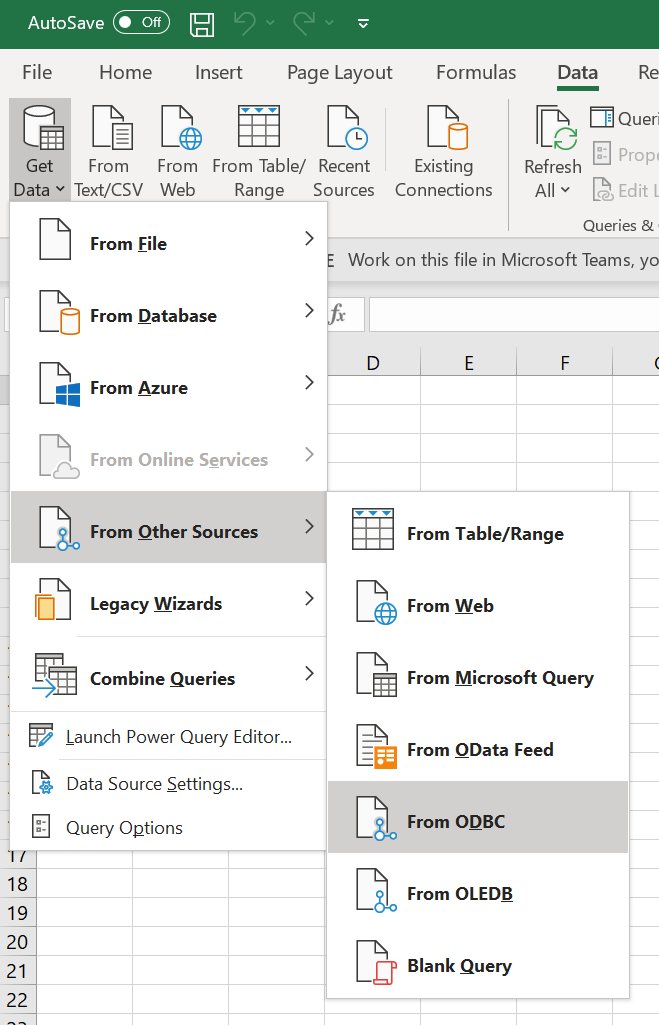 AutoSave Off
File Home Insert Page Layout Formulas Data Re
Get Data
From Text/CSV
From Web
From Table/ Range
Recent Sources
Existing Connections
Refresh All
Queri
Prope
Edit L
Queries &
From File
From Database
From Azure
From Online Services
From Other Sources
Legacy Wizards
Combine Queries
Launch Power Query Editor...
Data Source Settings...
Query Options
E Work on this file in Microsoft Teams, yo
fx
D E F
From Table/Range
From Web
From Microsoft Query
From OData Feed
From ODBC
From OLEDB
Blank Query
17
18
19
20
21
22